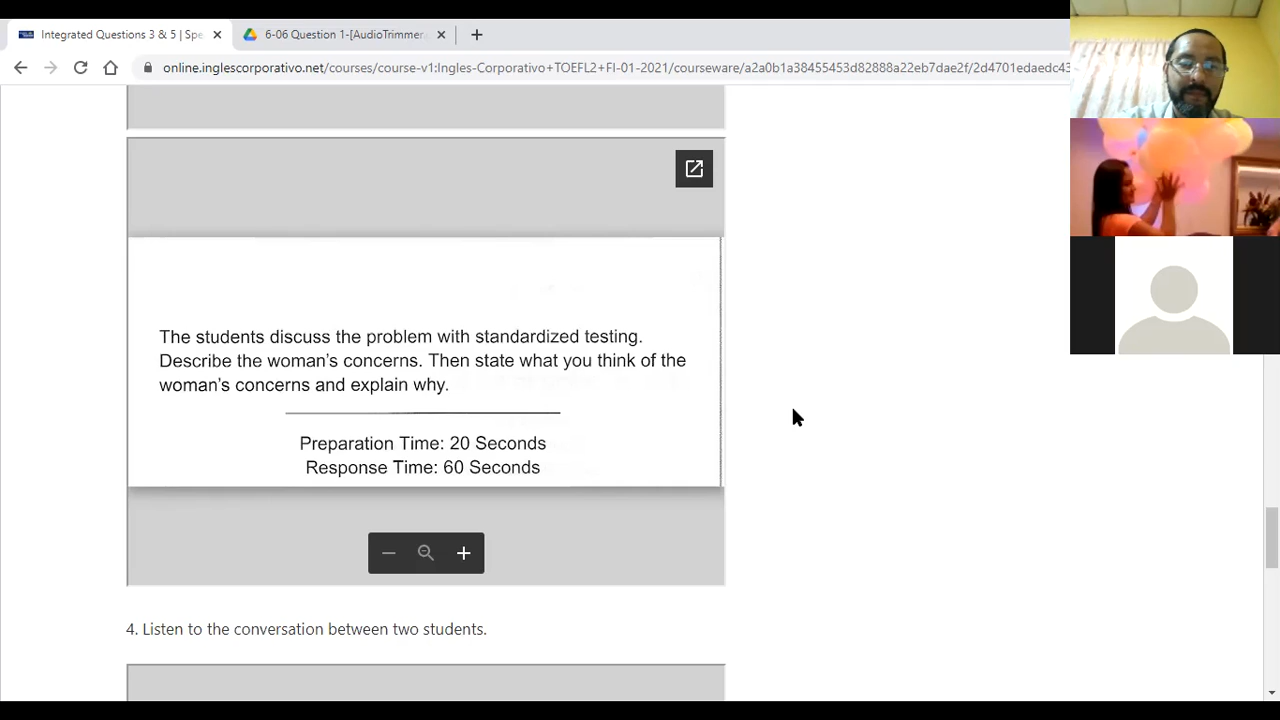 Integrated Questions 3 & 5 | Spe
6-06 Question 1-[AudioTrimmer.
online.inglescorporativo.net/courses/course-v1:Ingles-Corporativo+TOEFL2+FI-01-2021/courseware/a2a0b1a38455453d82888a22eb7dae2f/2d4701edaedc43
The students discuss the problem with standardized testing.
Describe the woman's concerns. Then state what you think of the
woman's concerns and explain why.
Preparation Time: 20 Seconds
Response Time: 60 Seconds
4. Listen to the conversation between two students.